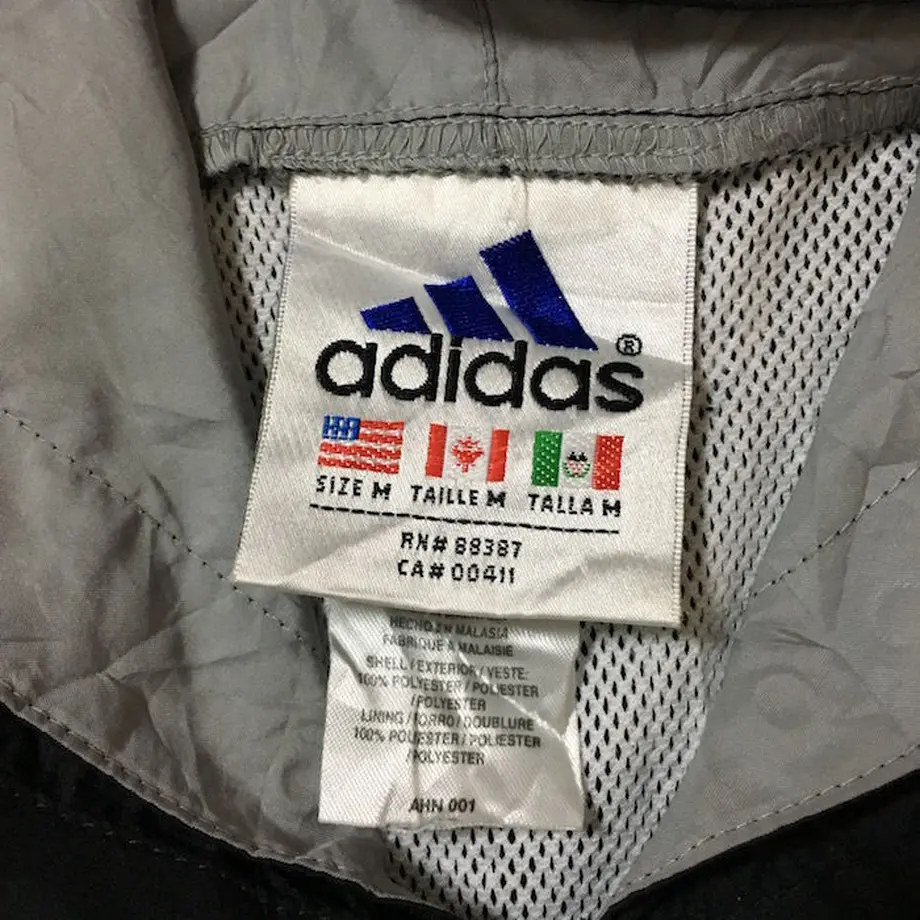 adidas®
SIZE M TAILLE M TALLA M
RN# 88387
CA# 00411
HECHO EN MALASIA
FABRIQUE A MALAISIE
SHELL / EXTERIOR / VESTE:
100% POLYESTER / POLIESTER
/POLYESTER
LINING / FORRO / DOUBLURE
100% POLYESTER / POLIESTER
/POLYESTER
AHN 001